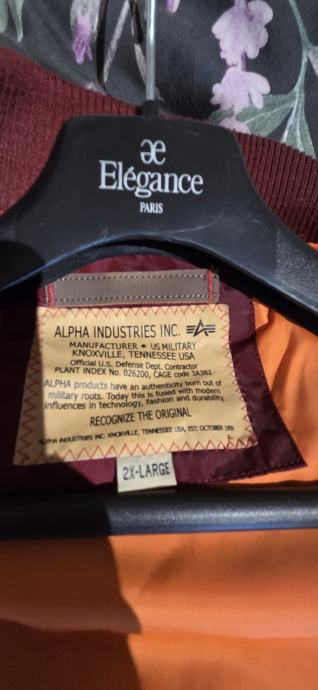 æ
Elégance
PARIS
ALPHA INDUSTRIES INC.
MANUFACTURER • US MILITARY
KNOXVILLE, TENNESSEE USA
Official U.S. Defense Dept. Contractor
PLANT INDEX No. 026200, CAGE code 3A382
ALPHA products have an authenticity born out of
military roots. Today this is fused with modern
influences in technology, fashion and durability.
RECOGNIZE THE ORIGINAL
ALPHA INDUSTRIES INC. KNOXVILLE, TENNESSEE USA, EST. OCTOBER 1959
2X-LARGE